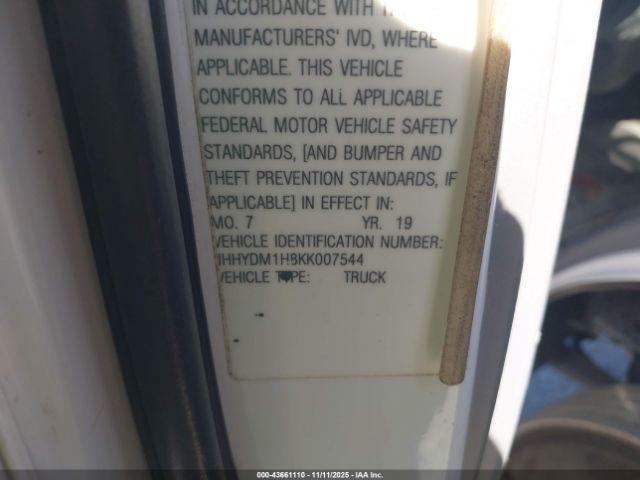 IN ACCORDANCE WITH
MANUFACTURERS' IVD, WHERE
APPLICABLE. THIS VEHICLE
CONFORMS TO ALL APPLICABLE
FEDERAL MOTOR VEHICLE SAFETY
STANDARDS, [AND BUMPER AND
THEFT PREVENTION STANDARDS, IF
APPLICABLE] IN EFFECT IN:
MO. 7 YR. 19
VEHICLE IDENTIFICATION NUMBER:
HHYDM1H8KK007544
VEHICLE TYPE: TRUCK
000-43661110 - 11/11/2025 - IAA Inc.